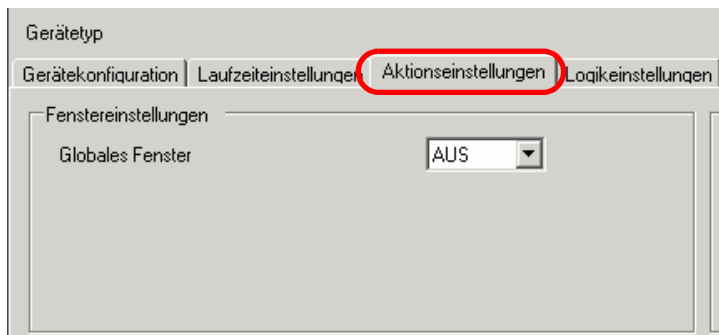 Gerätetyp
Gerätekonfiguration Laufzeiteinstellungen Aktionseinstellungen Logikeinstellungen
Fenstereinstellungen
Globales Fenster AUS